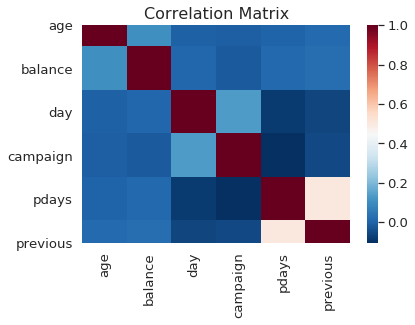 Correlation Matrix
age
balance
day
campaign
pdays
previous
age
balance
day
campaign
pdays
previous
1.0
0.8
0.6
0.4
0.2
0.0